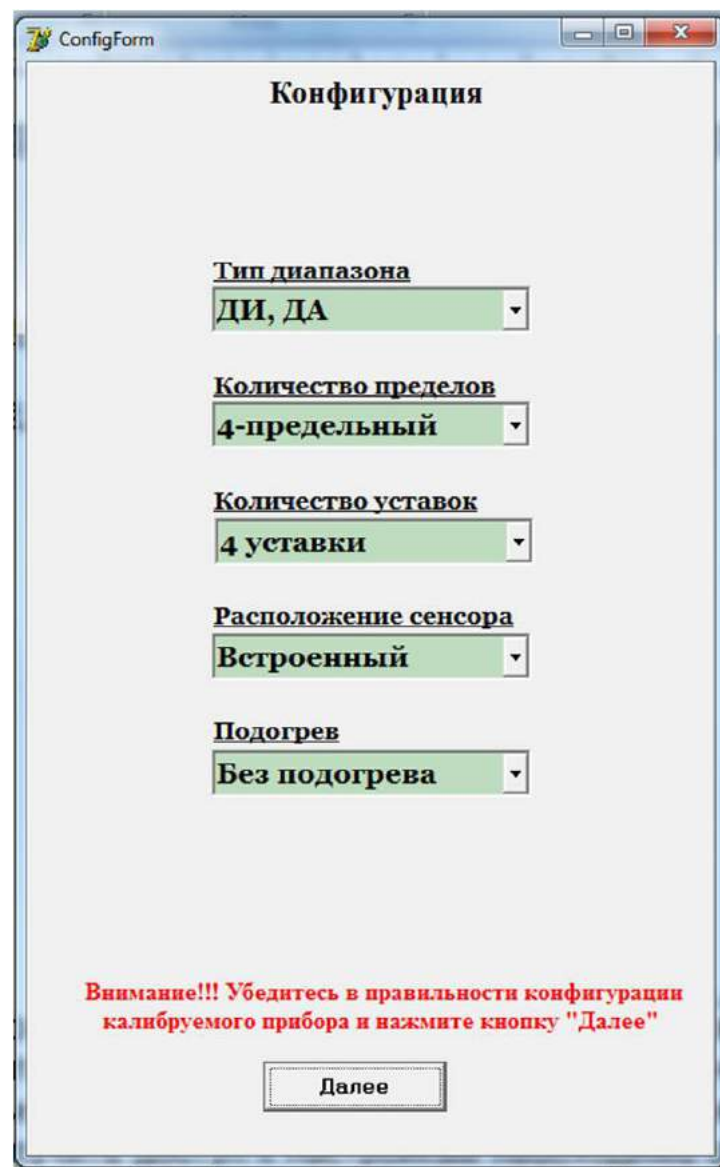 ConfigForm
Конфигурация
Тип диапазона
ДИ, ДА
Количество пределов
4-предельный
Количество уставок
4 уставки
Расположение сенсора
Встроенный
Подогрев
Без подогрева
Внимание!!! Убедитесь в правильности конфигурации
калибруемого прибора и нажмите кнопку "Далее"
Далее